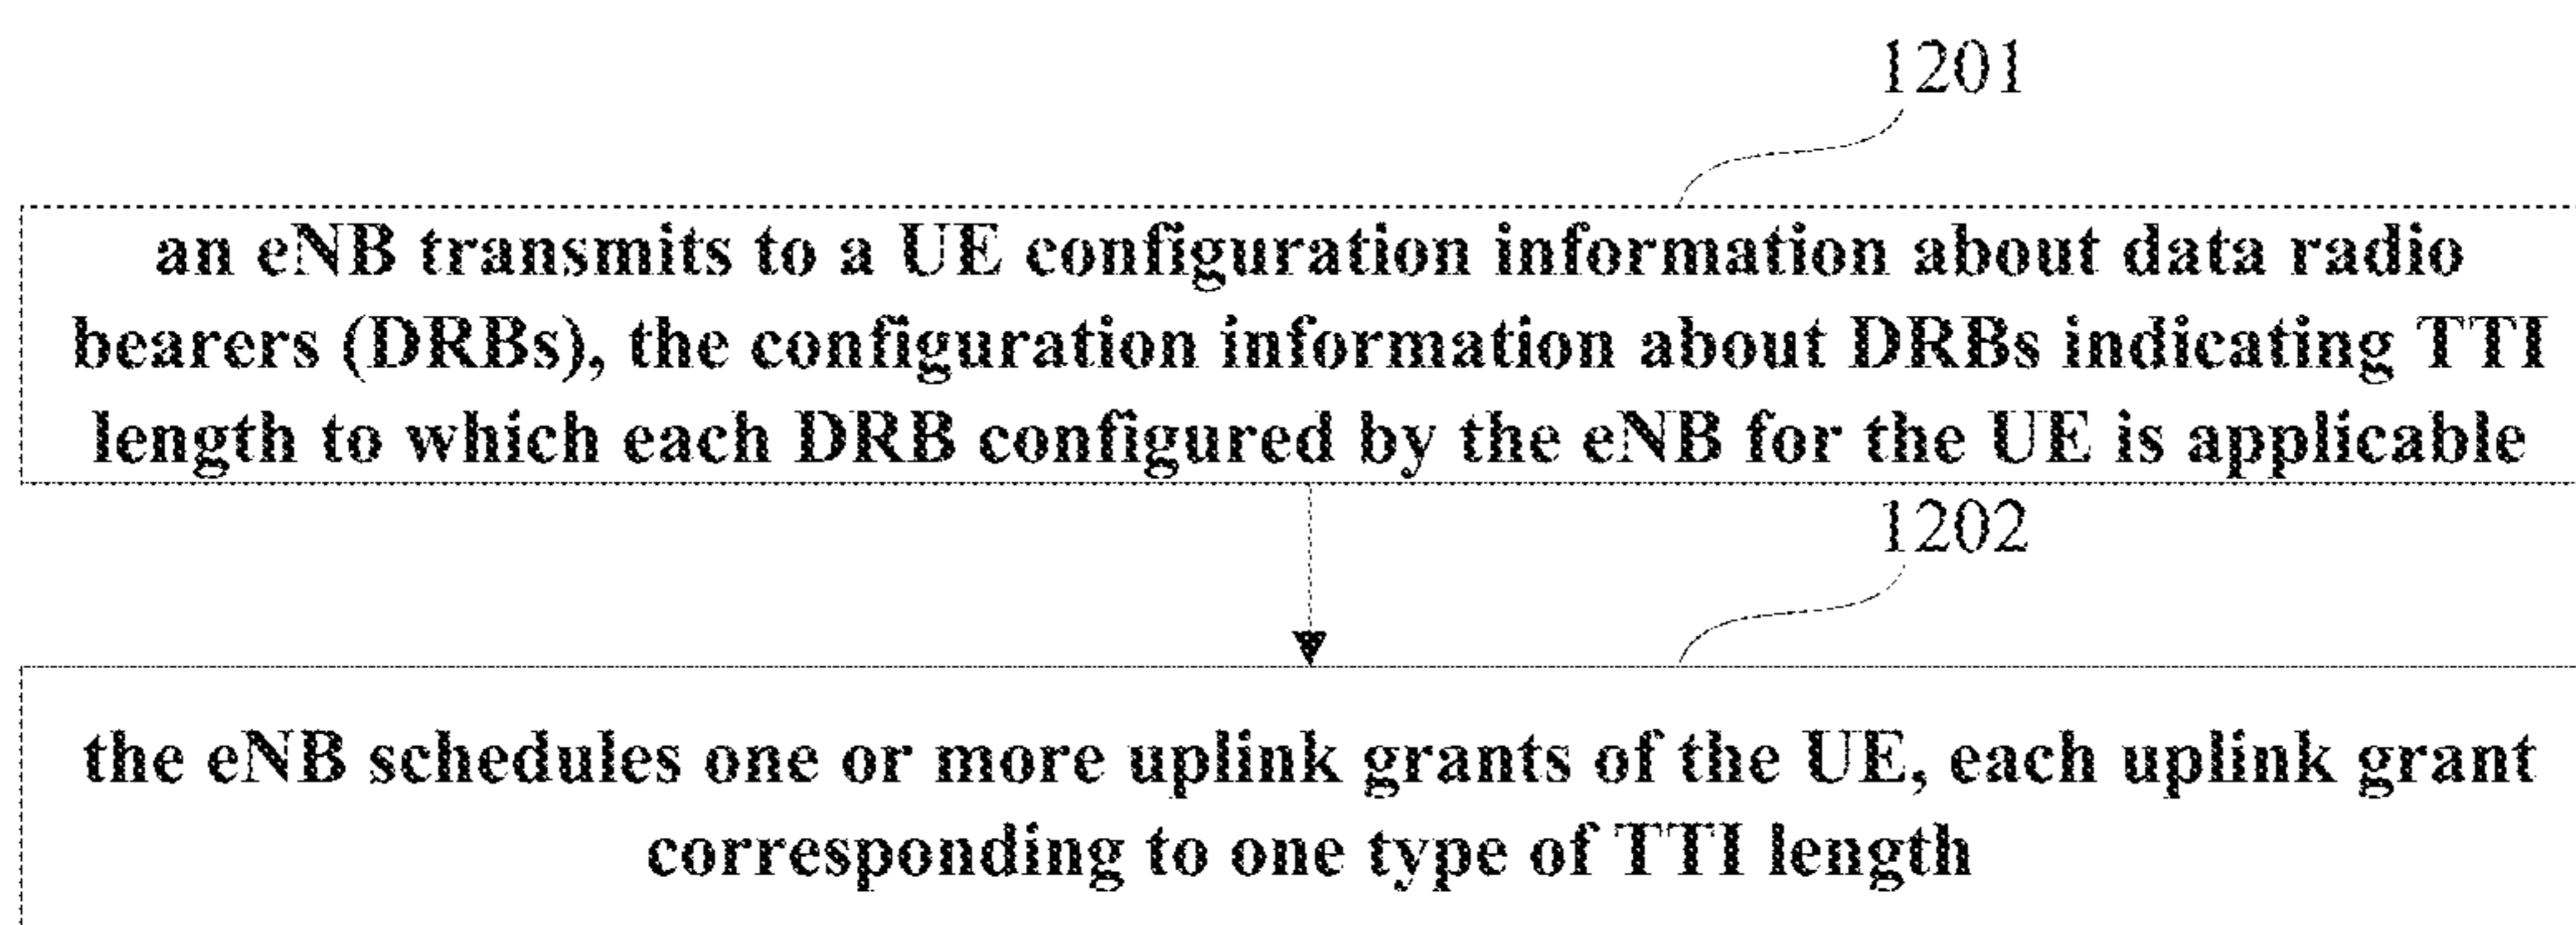 1201
an eNB transmits to a UE configuration information about data radio
bearers (DRBs), the configuration information about DRBs indicating TTI
length to which each DRB configured by the eNB for the UE is applicable
1202
the eNB schedules one or more uplink grants of the UE, each uplink grant
corresponding to one type of TTI length